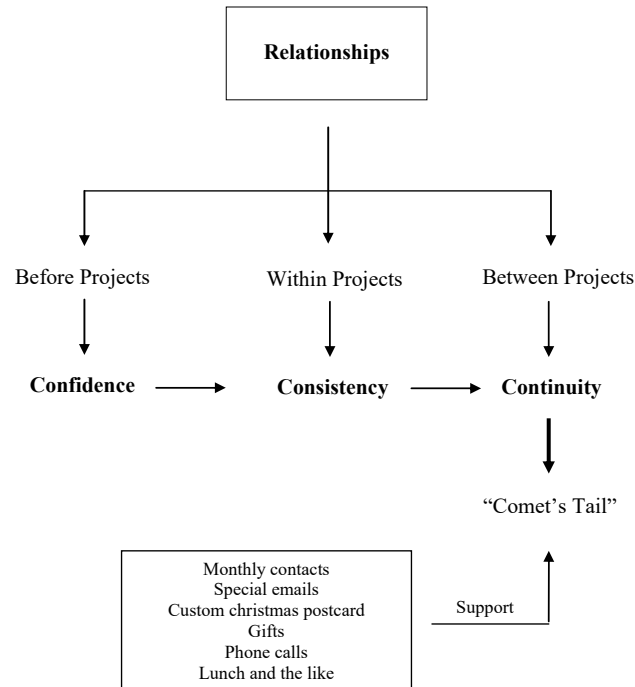 Relationships
Before Projects
Within Projects
Between Projects
Confidence
Consistency
Continuity
“Comet’s Tail”
Monthly contacts
Special emails
Custom christmas postcard
Gifts
Phone calls
Lunch and the like
Support